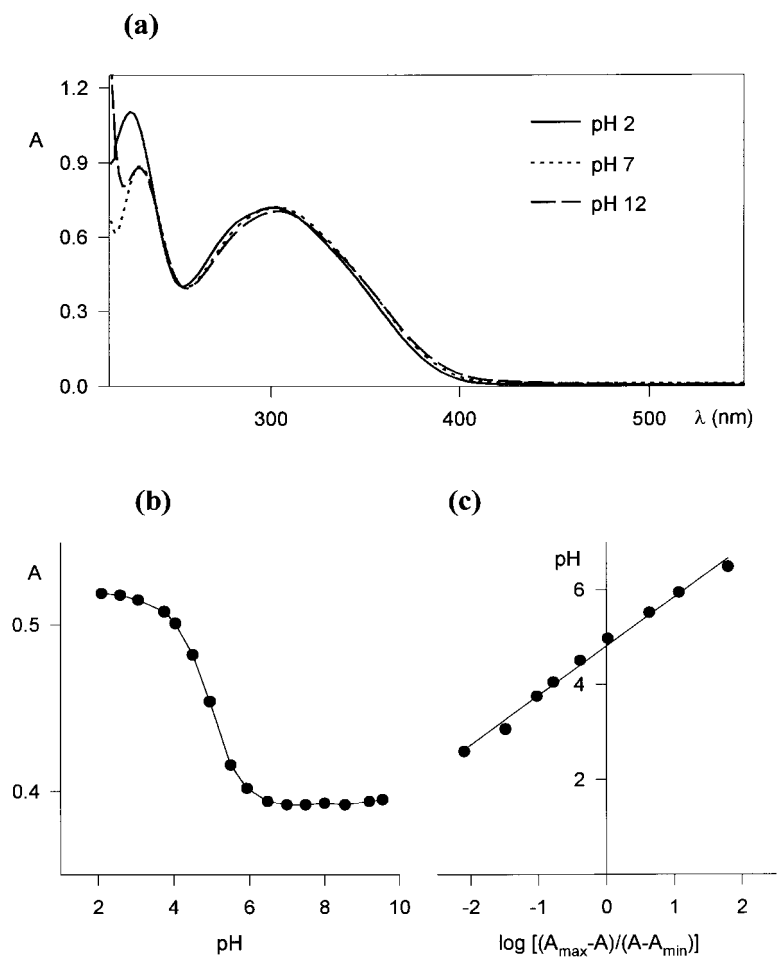 (a)
1.2
A
0.9
0.6
0.3
0.0
pH 2
pH 7
pH 12
300
400
500
λ (nm)
(b)
A
0.5
0.4
2
4
6
8
10
pH
(c)
pH
6
4
2
-2
-1
0
1
2
log [(Amax-A)/(A-Amin)]